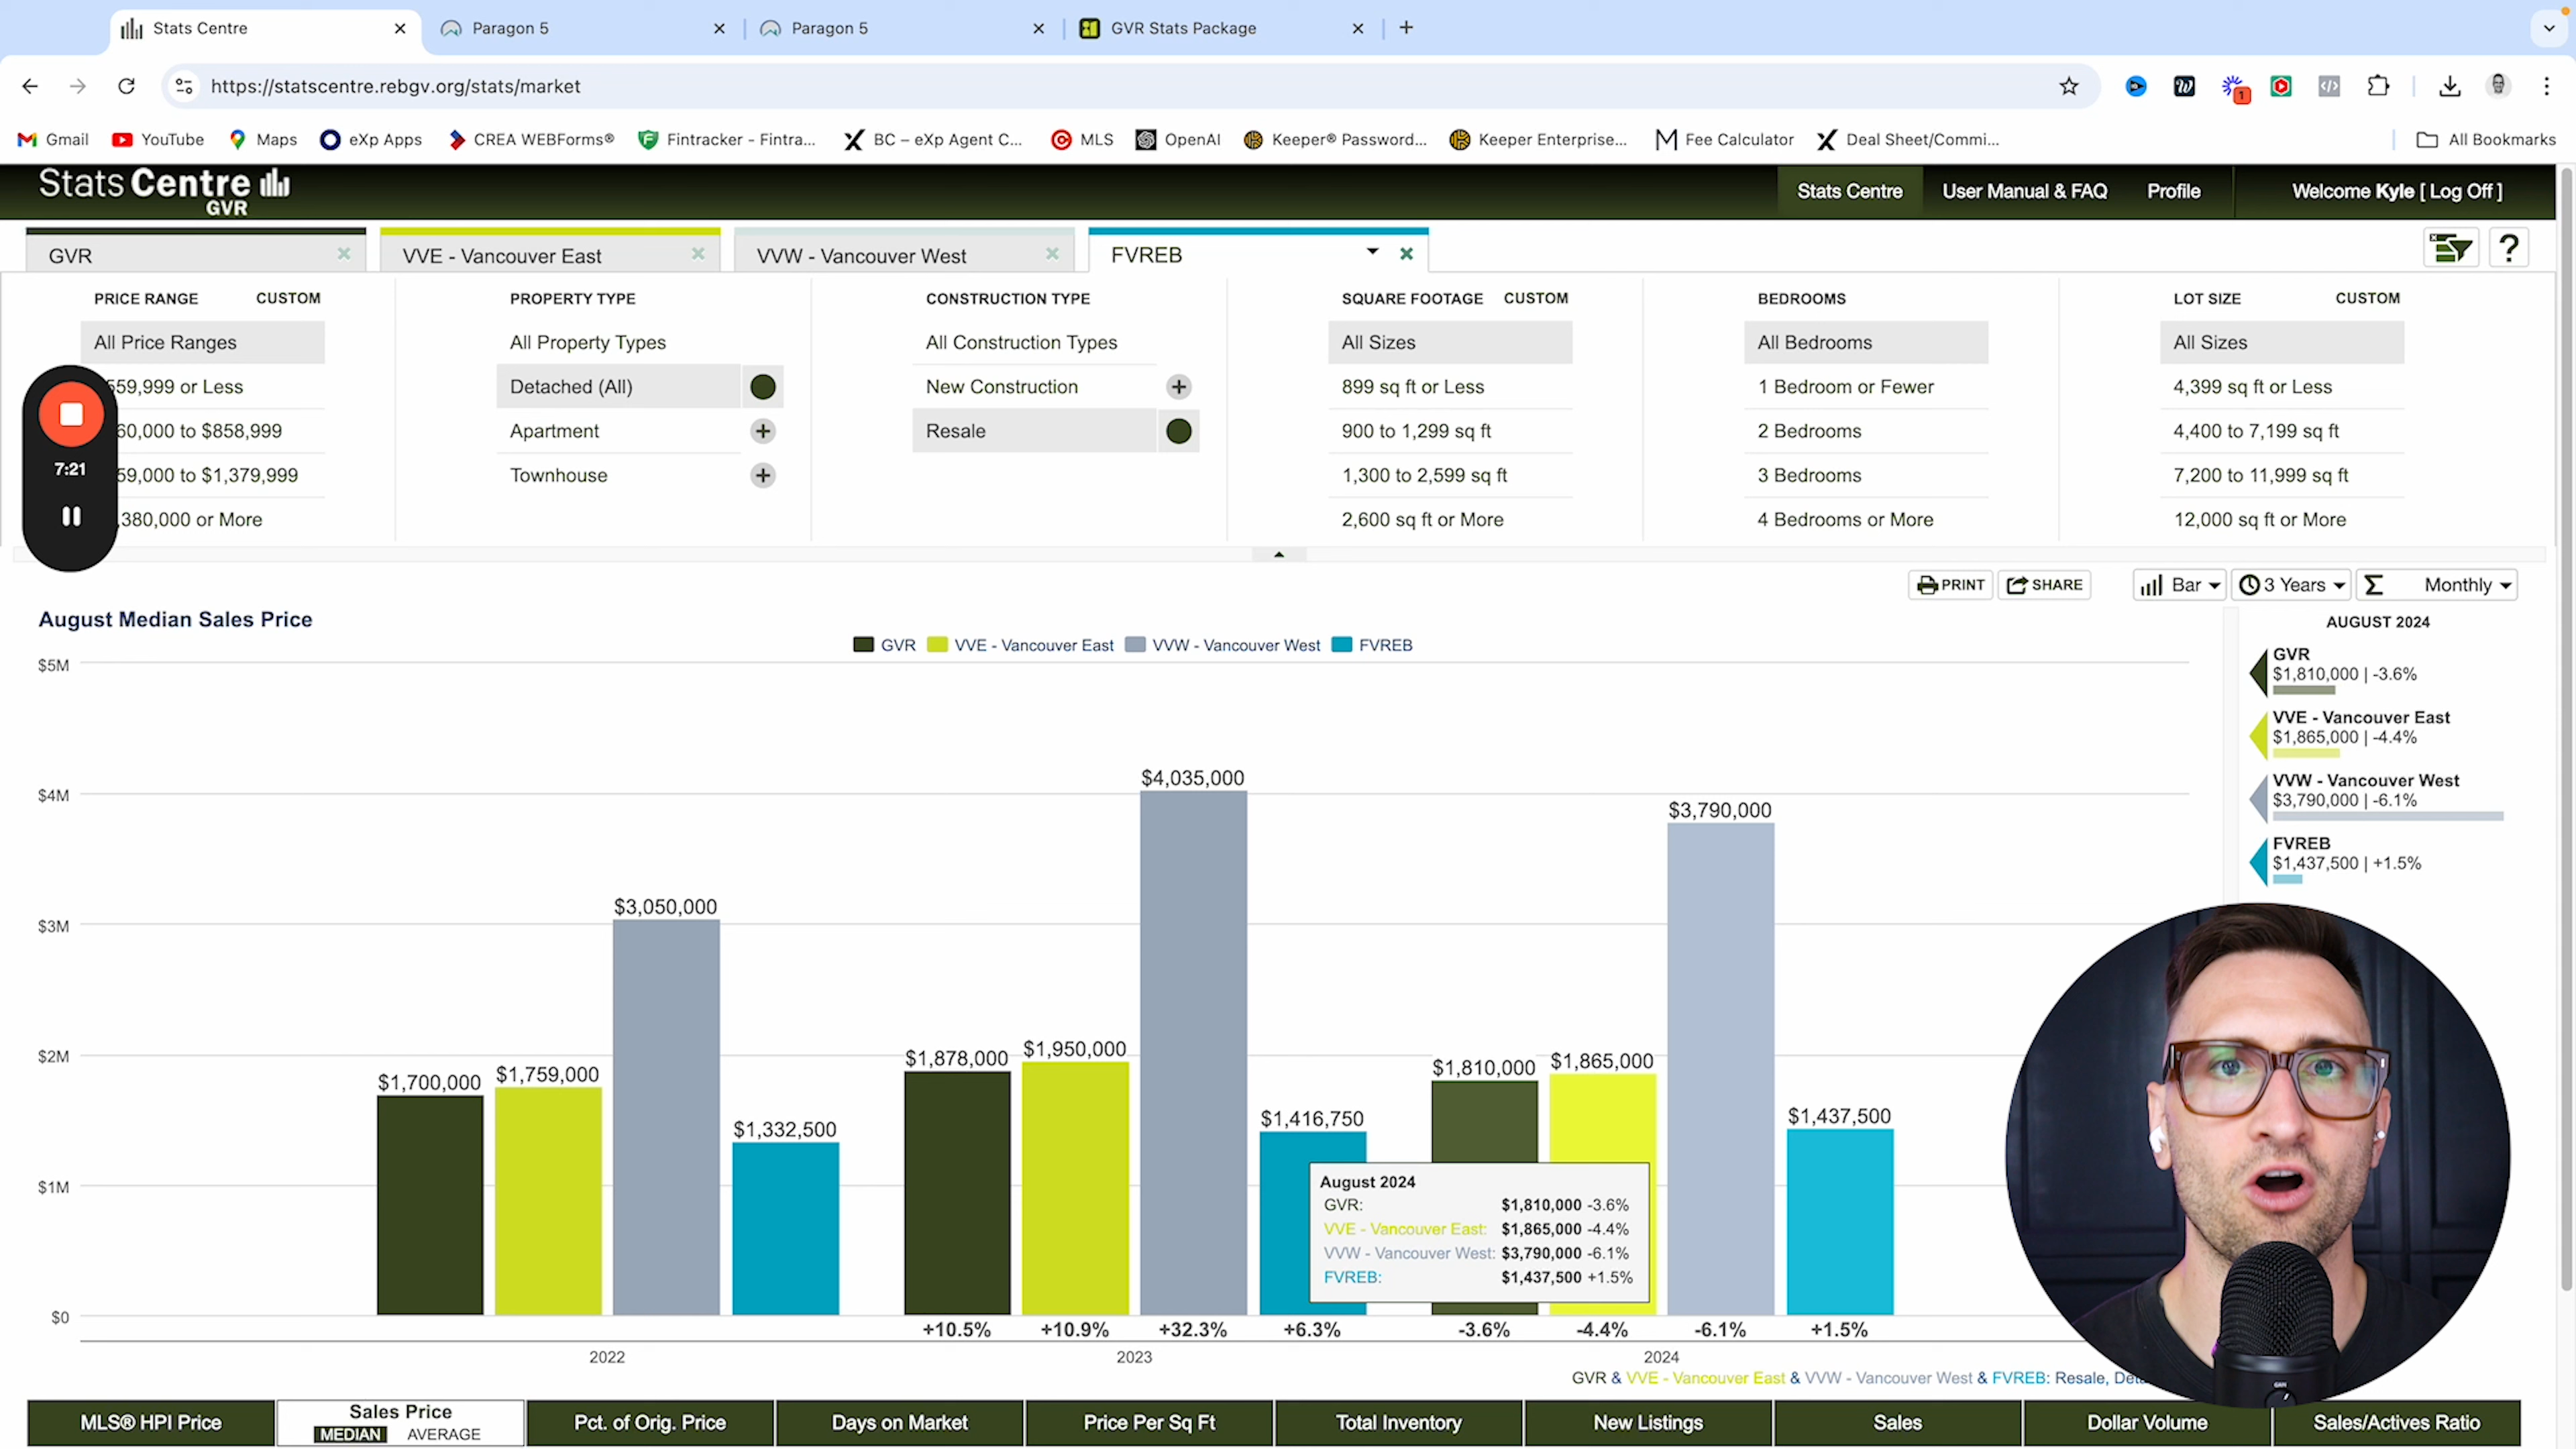 Stats Centre
Paragon 5
Paragon 5
GVR Stats Package
https://statscentre.rebgv.org/stats/market
1
Gmail
YouTube
Maps
eXp Apps
CREA WEBForms®
Fintracker - Fintra...
BC – eXp Agent C...
MLS
OpenAI
Keeper® Password...
Keeper Enterprise...
Fee Calculator
Deal Sheet/Commi...
All Bookmarks
Stats Centre
GVR
Stats Centre
User Manual & FAQ
Profile
Welcome Kyle [ Log Off ]
GVR
VVE - Vancouver East
VVW - Vancouver West
FVREB
?
PRICE RANGE CUSTOM
All Price Ranges
559,999 or Less
60,000 to $858,999
59,000 to $1,379,999
,380,000 or More
7:21
PROPERTY TYPE
All Property Types
Detached (All)
Apartment
Townhouse
CONSTRUCTION TYPE
All Construction Types
New Construction
Resale
SQUARE FOOTAGE CUSTOM
All Sizes
899 sq ft or Less
900 to 1,299 sq ft
1,300 to 2,599 sq ft
2,600 sq ft or More
BEDROOMS
All Bedrooms
1 Bedroom or Fewer
2 Bedrooms
3 Bedrooms
4 Bedrooms or More
LOT SIZE CUSTOM
All Sizes
4,399 sq ft or Less
4,400 to 7,199 sq ft
7,200 to 11,999 sq ft
12,000 sq ft or More
PRINT
SHARE
Bar
3 Years
Σ Monthly
August Median Sales Price
GVR VVE - Vancouver East VVW - Vancouver West FVREB
$5M
$4M
$3M
$2M
$1M
$0
$1,700,000
$1,759,000
$3,050,000
$1,332,500
$1,878,000
$1,950,000
$4,035,000
$1,416,750
$1,810,000
$1,865,000
$3,790,000
$1,437,500
August 2024
GVR: $1,810,000 -3.6%
VVE - Vancouver East: $1,865,000 -4.4%
VVW - Vancouver West: $3,790,000 -6.1%
FVREB: $1,437,500 +1.5%
+10.5% +10.9% +32.3% +6.3% -3.6% -4.4% -6.1% +1.5%
2022 2023 2024
GVR & VVE - Vancouver East & VVW - Vancouver West & FVREB: Resale,
AUGUST 2024
GVR
$1,810,000 | -3.6%
VVE - Vancouver East
$1,865,000 | -4.4%
VVW - Vancouver West
$3,790,000 | -6.1%
FVREB
$1,437,500 | +1.5%
MLS® HPI Price
Sales Price
MEDIAN AVERAGE
Pct. of Orig. Price
Days on Market
Price Per Sq Ft
Total Inventory
New Listings
Sales
Dollar Volume
Sales/Actives Ratio